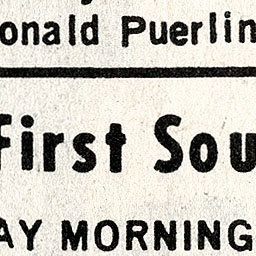 onald Puerlin
First Sou
AY MORNING